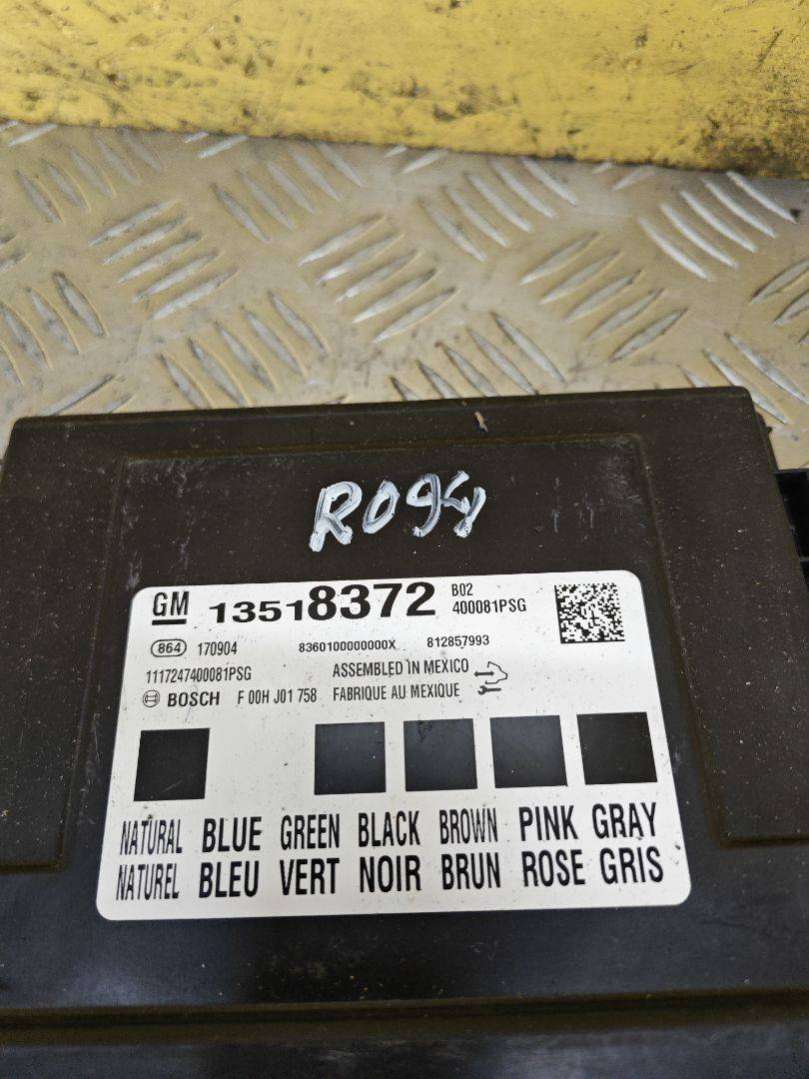 R094
GM 13518372 B02
400081PSG
864 170904 8360100000000X 812857993
1117247400081PSG ASSEMBLED IN MEXICO
BOSCH F 00H J01 758 FABRIQUE AU MEXIQUE
NATURAL BLUE GREEN BLACK BROWN PINK GRAY
NATUREL BLEU VERT NOIR BRUN ROSE GRIS